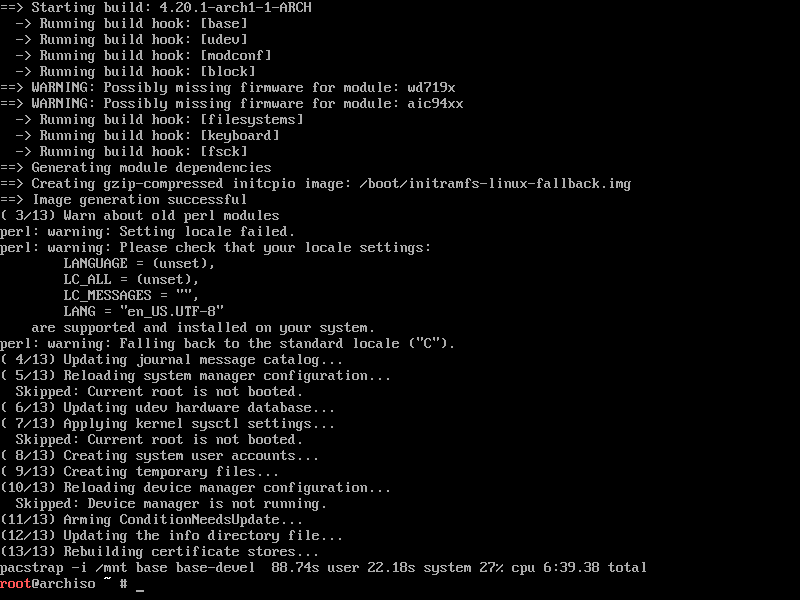 ==> Starting build: 4.20.1-arch1-1-ARCH
  -> Running build hook: [base]
  -> Running build hook: [udev]
  -> Running build hook: [modconf]
  -> Running build hook: [block]
==> WARNING: Possibly missing firmware for module: wd719x
==> WARNING: Possibly missing firmware for module: aic94xx
  -> Running build hook: [filesystems]
  -> Running build hook: [keyboard]
  -> Running build hook: [fsck]
==> Generating module dependencies
==> Creating gzip-compressed initcpio image: /boot/initramfs-linux-fallback.img
==> Image generation successful
( 3/13) Warn about old perl modules
perl: warning: Setting locale failed.
perl: warning: Please check that your locale settings:
        LANGUAGE = (unset),
        LC_ALL = (unset),
        LC_MESSAGES = "",
        LANG = "en_US.UTF-8"
    are supported and installed on your system.
perl: warning: Falling back to the standard locale ("C").
( 4/13) Updating journal message catalog...
( 5/13) Reloading system manager configuration...
  Skipped: Current root is not booted.
( 6/13) Updating udev hardware database...
( 7/13) Applying kernel sysctl settings...
  Skipped: Current root is not booted.
( 8/13) Creating system user accounts...
( 9/13) Creating temporary files...
(10/13) Reloading device manager configuration...
  Skipped: Device manager is not running.
(11/13) Arming ConditionNeedsUpdate...
(12/13) Updating the info directory file...
(13/13) Rebuilding certificate stores...
pacstrap -i /mnt base base-devel  88.74s user 22.18s system 27% cpu 6:39.38 total
root@archiso ~ # _